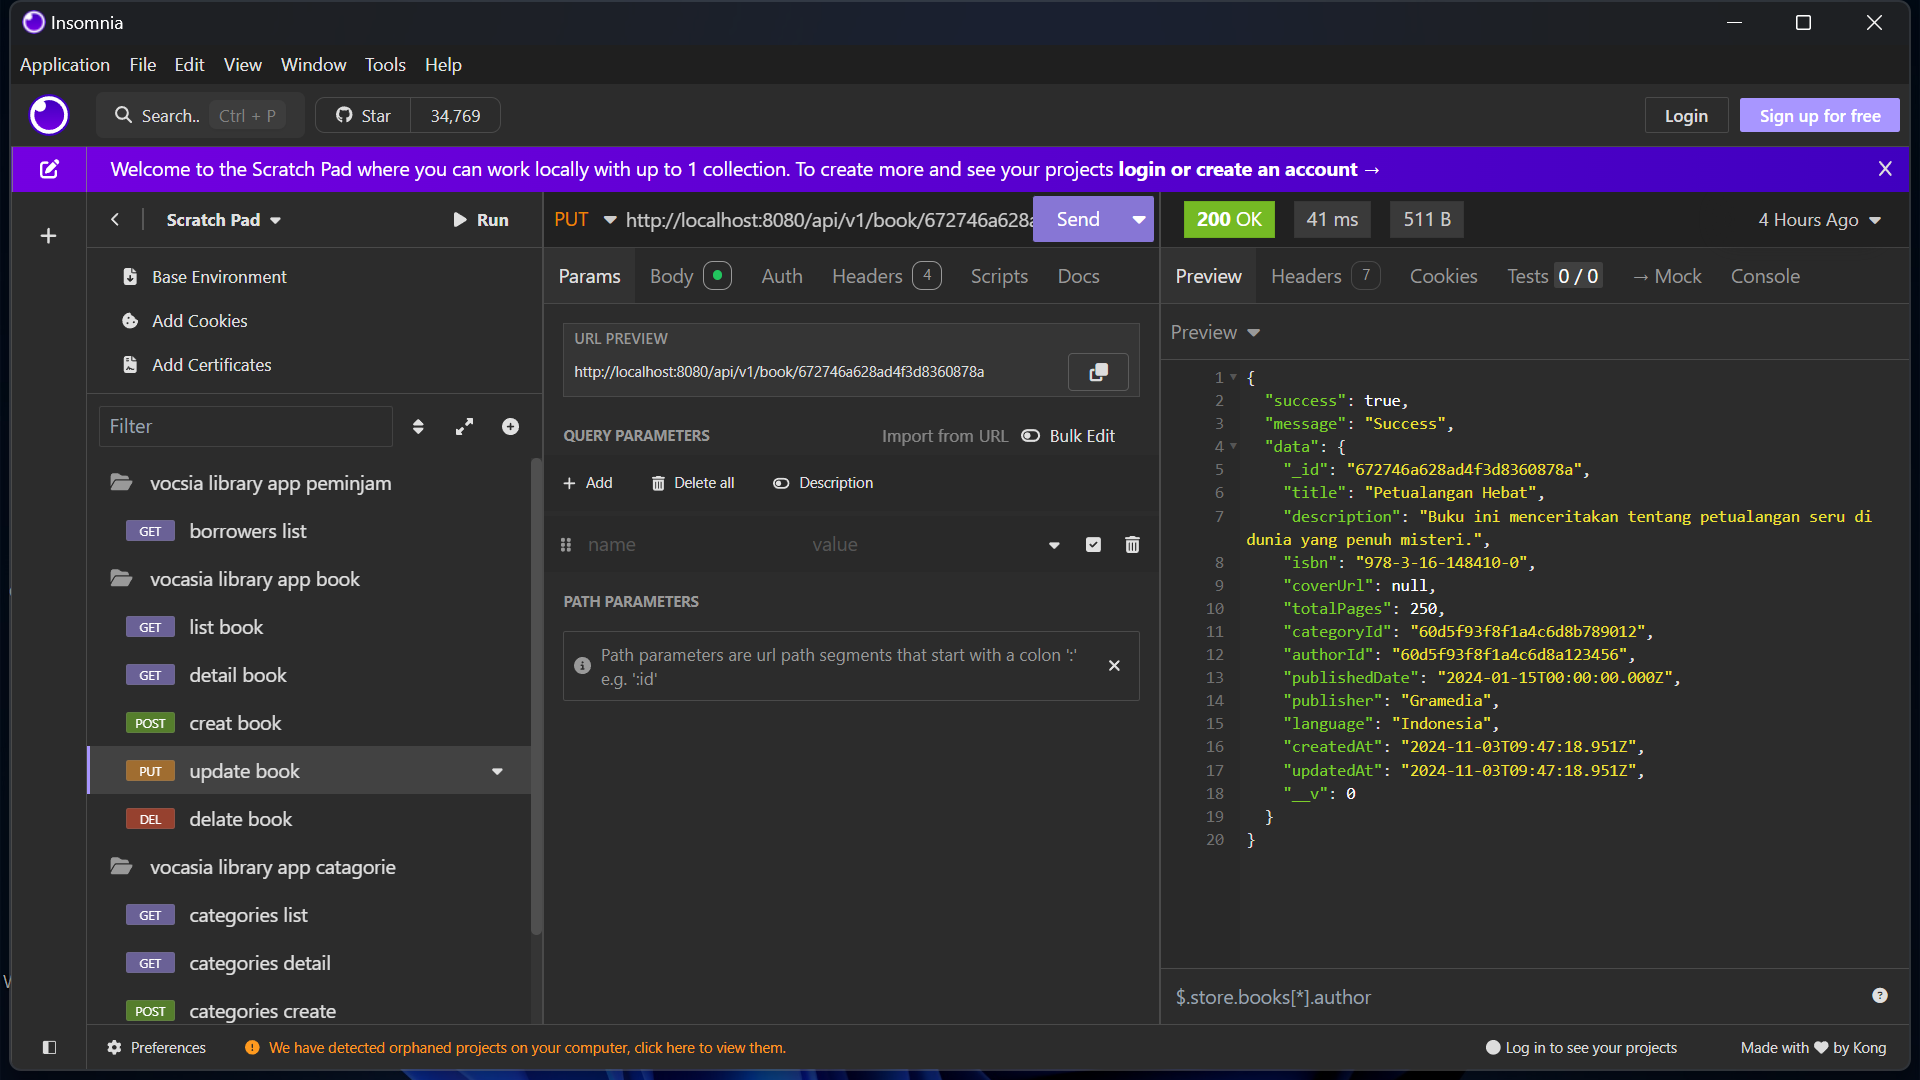 Insomnia
Application File Edit View Window Tools Help
Search.. Ctrl + P Star 34,769 Login Sign up for free
Welcome to the Scratch Pad where you can work locally with up to 1 collection. To create more and see your projects login or create an account → X
Scratch Pad Run
Base Environment
Add Cookies
Add Certificates
Filter
vocsia library app peminjam
GET borrowers list
vocasia library app book
GET list book
GET detail book
POST creat book
PUT update book
DEL delate book
vocasia library app catagorie
GET categories list
GET categories detail
POST categories create
PUT http://localhost:8080/api/v1/book/672746a628a Send
Params Body Auth Headers 4 Scripts Docs
URL PREVIEW
http://localhost:8080/api/v1/book/672746a628ad4f3d8360878a
QUERY PARAMETERS Import from URL Bulk Edit
+ Add Delete all Description
name value
PATH PARAMETERS
Path parameters are url path segments that start with a colon ':'
e.g. ':id'
200 OK 41 ms 511 B 4 Hours Ago
Preview Headers 7 Cookies Tests 0 / 0 → Mock Console
Preview
1 {
2 "success": true,
3 "message": "Success",
4 "data": {
5 "_id": "672746a628ad4f3d8360878a",
6 "title": "Petualangan Hebat",
7 "description": "Buku ini menceritakan tentang petualangan seru di
dunia yang penuh misteri.",
8 "isbn": "978-3-16-148410-0",
9 "coverUrl": null,
10 "totalPages": 250,
11 "categoryId": "60d5f93f8f1a4c6d8b789012",
12 "authorId": "60d5f93f8f1a4c6d8a123456",
13 "publishedDate": "2024-01-15T00:00:00.000Z",
14 "publisher": "Gramedia",
15 "language": "Indonesia",
16 "createdAt": "2024-11-03T09:47:18.951Z",
17 "updatedAt": "2024-11-03T09:47:18.951Z",
18 "__v": 0
19 }
20 }
$.store.books[*].author
Preferences We have detected orphaned projects on your computer, click here to view them. Log in to see your projects Made with ♥ by Kong